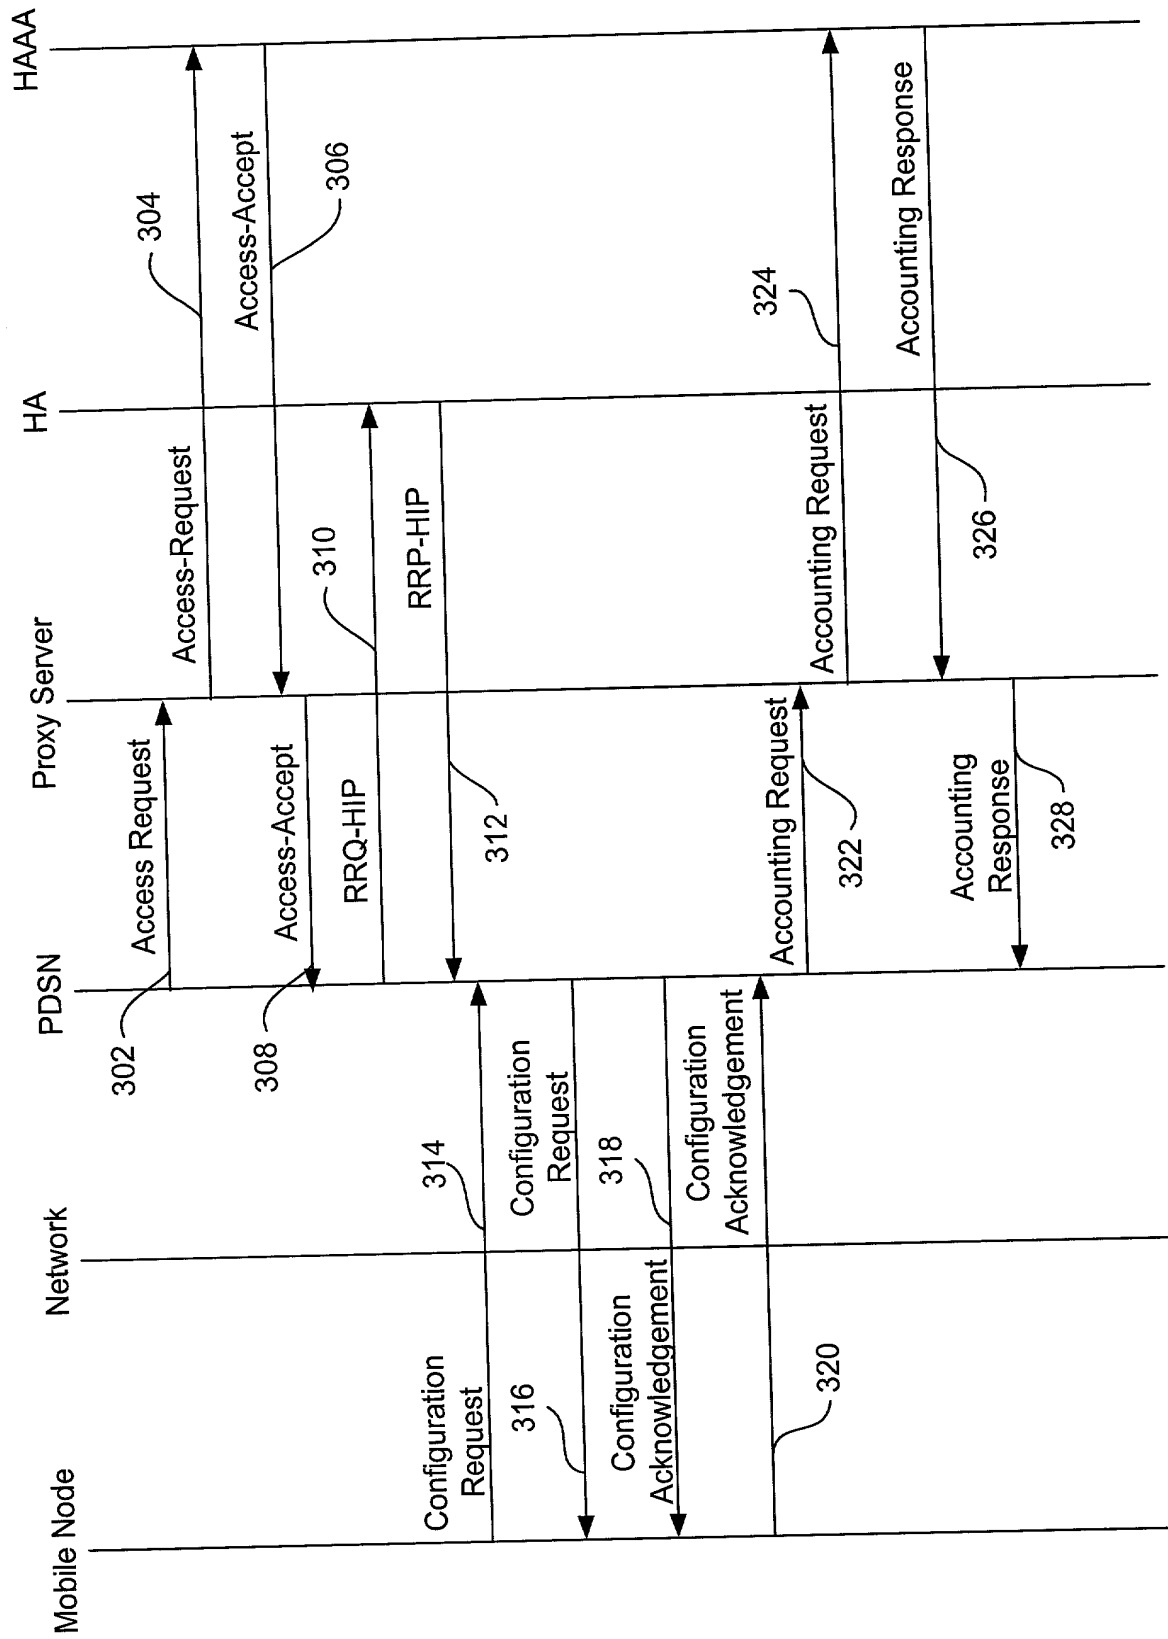 Mobile Node
Network
PDSN
Proxy Server
HA
HAAA
302
Access Request
Access-Request
304
Access-Accept
306
308
Access-Accept
RRQ-HIP
310
RRP-HIP
312
Configuration
Request
314
Configuration
Request
316
Configuration
Acknowledgement
318
Configuration
Acknowledgement
320
Accounting Request
322
Accounting Request
324
Accounting Response
326
Accounting
Response
328